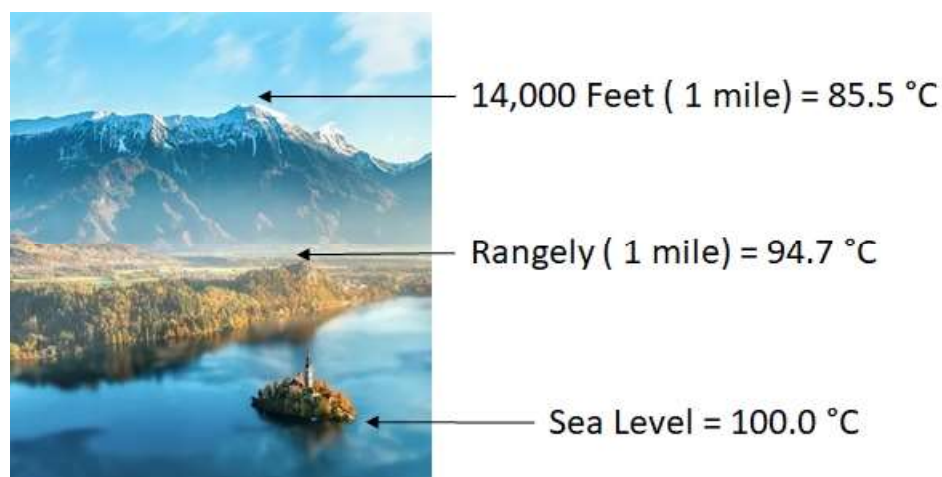 14,000 Feet ( 1 mile) = 85.5 °C
Rangely ( 1 mile) = 94.7 °C
Sea Level = 100.0 °C